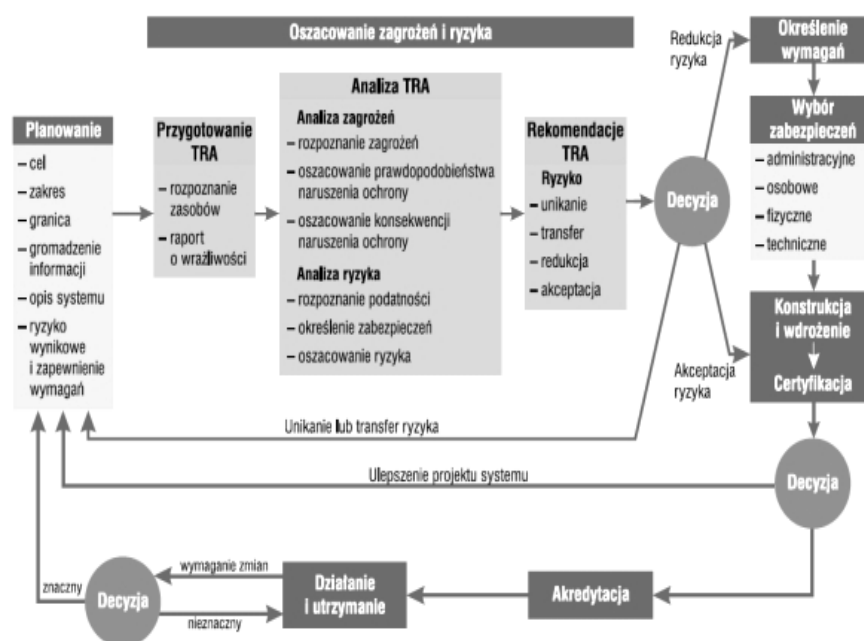 Oszacowanie zagrożeń i ryzyka
Planowanie
– cel
– zakres
– granica
– gromadzenie
informacji
– opis systemu
– ryzyko
wynikowe
i zapewnienie
wymagań
Przygotowanie
TRA
– rozpoznanie
zasobów
– raport
o wrażliwości
Analiza TRA
Analiza zagrożeń
– rozpoznanie zagrożeń
– oszacowanie prawdopodobieństwa
naruszenia ochrony
– oszacowanie konsekwencji
naruszenia ochrony
Analiza ryzyka
– rozpoznanie podatności
– określenie zabezpieczeń
– oszacowanie ryzyka
Rekomendacje
TRA
Ryzyko
– unikanie
– transfer
– redukcja
– akceptacja
Decyzja
Redukcja
ryzyka
Akceptacja
ryzyka
Określenie
wymagań
Wybór
zabezpieczeń
– administracyjne
– osobowe
– fizyczne
– techniczne
Konstrukcja
i wdrożenie
Certyfikacja
Unikanie lub transfer ryzyka
Ulepszenie projektu systemu
Decyzja
Akredytacja
Działanie
i utrzymanie
wymaganie zmian
nieznaczny
Decyzja
znaczny